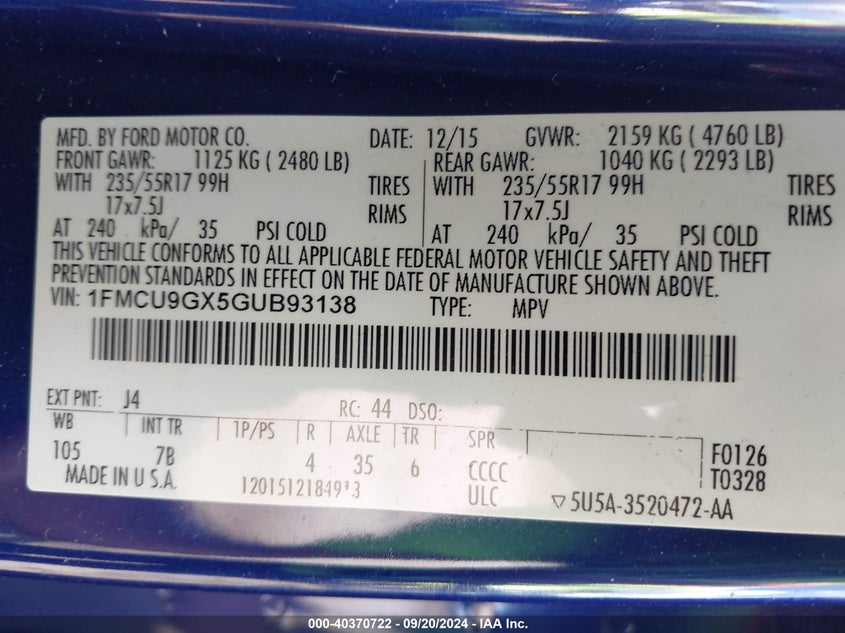 MFD. BY FORD MOTOR CO. DATE: 12/15 GVWR: 2159 KG ( 4760 LB)
FRONT GAWR: 1125 KG ( 2480 LB) REAR GAWR: 1040 KG ( 2293 LB)
WITH 235/55R17 99H TIRES WITH 235/55R17 99H TIRES
17x7.5J RIMS 17x7.5J RIMS
AT 240 kPa/ 35 PSI COLD AT 240 kPa/ 35 PSI COLD
THIS VEHICLE CONFORMS TO ALL APPLICABLE FEDERAL MOTOR VEHICLE SAFETY AND THEFT
PREVENTION STANDARDS IN EFFECT ON THE DATE OF MANUFACTURE SHOWN ABOVE.
VIN: 1FMCU9GX5GUB93138 TYPE: MPV
EXT PNT: J4 RC: 44 DSO:
WB INT TR TP/PS R AXLE TR SPR
105 7B 4 35 6 CCCC F0126
MADE IN U.S.A. ULC T0328
▽5U5A-3520472-AA
000-40370722 - 09/20/2024 - IAA Inc.